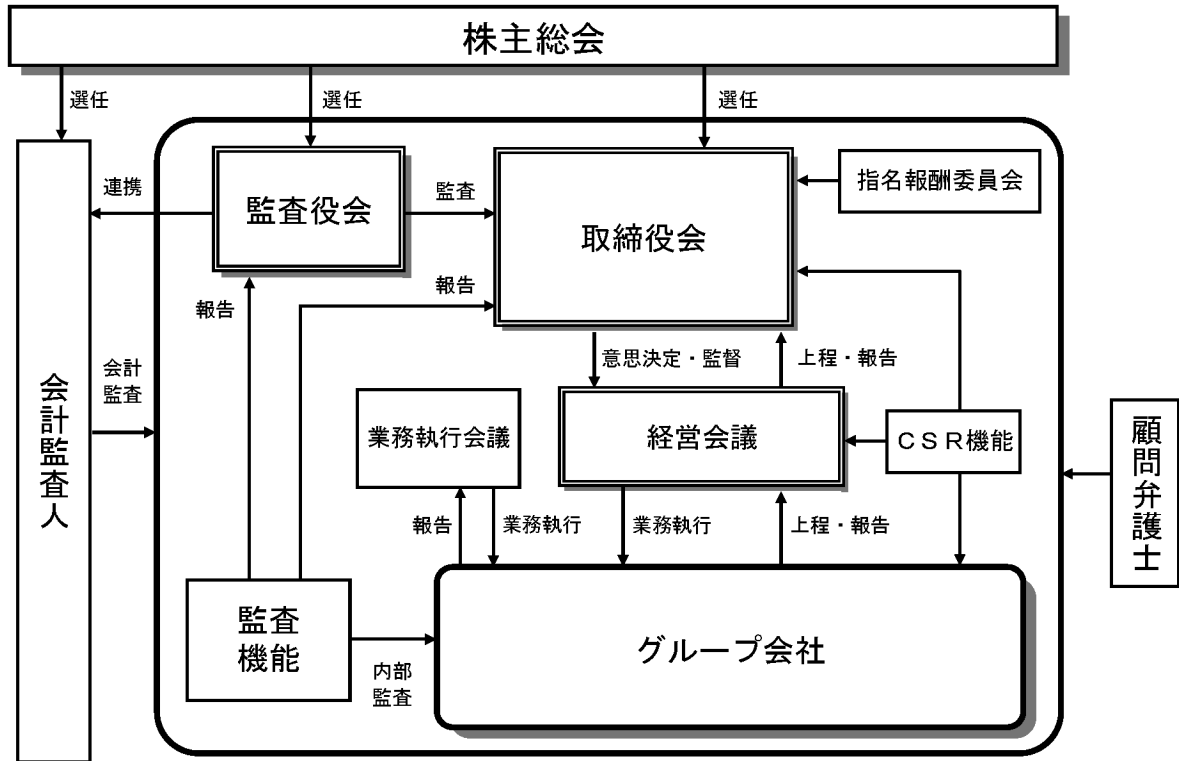 株主総会
選任
選任
選任
連携
監査役会
監査
取締役会
指名報酬委員会
報告
報告
意思決定・監督
上程・報告
会計
監査
会計監査人
業務執行会議
経営会議
ＣＳＲ機能
顧問弁護士
報告
業務執行
業務執行
上程・報告
監査
機能
内部
監査
グループ会社